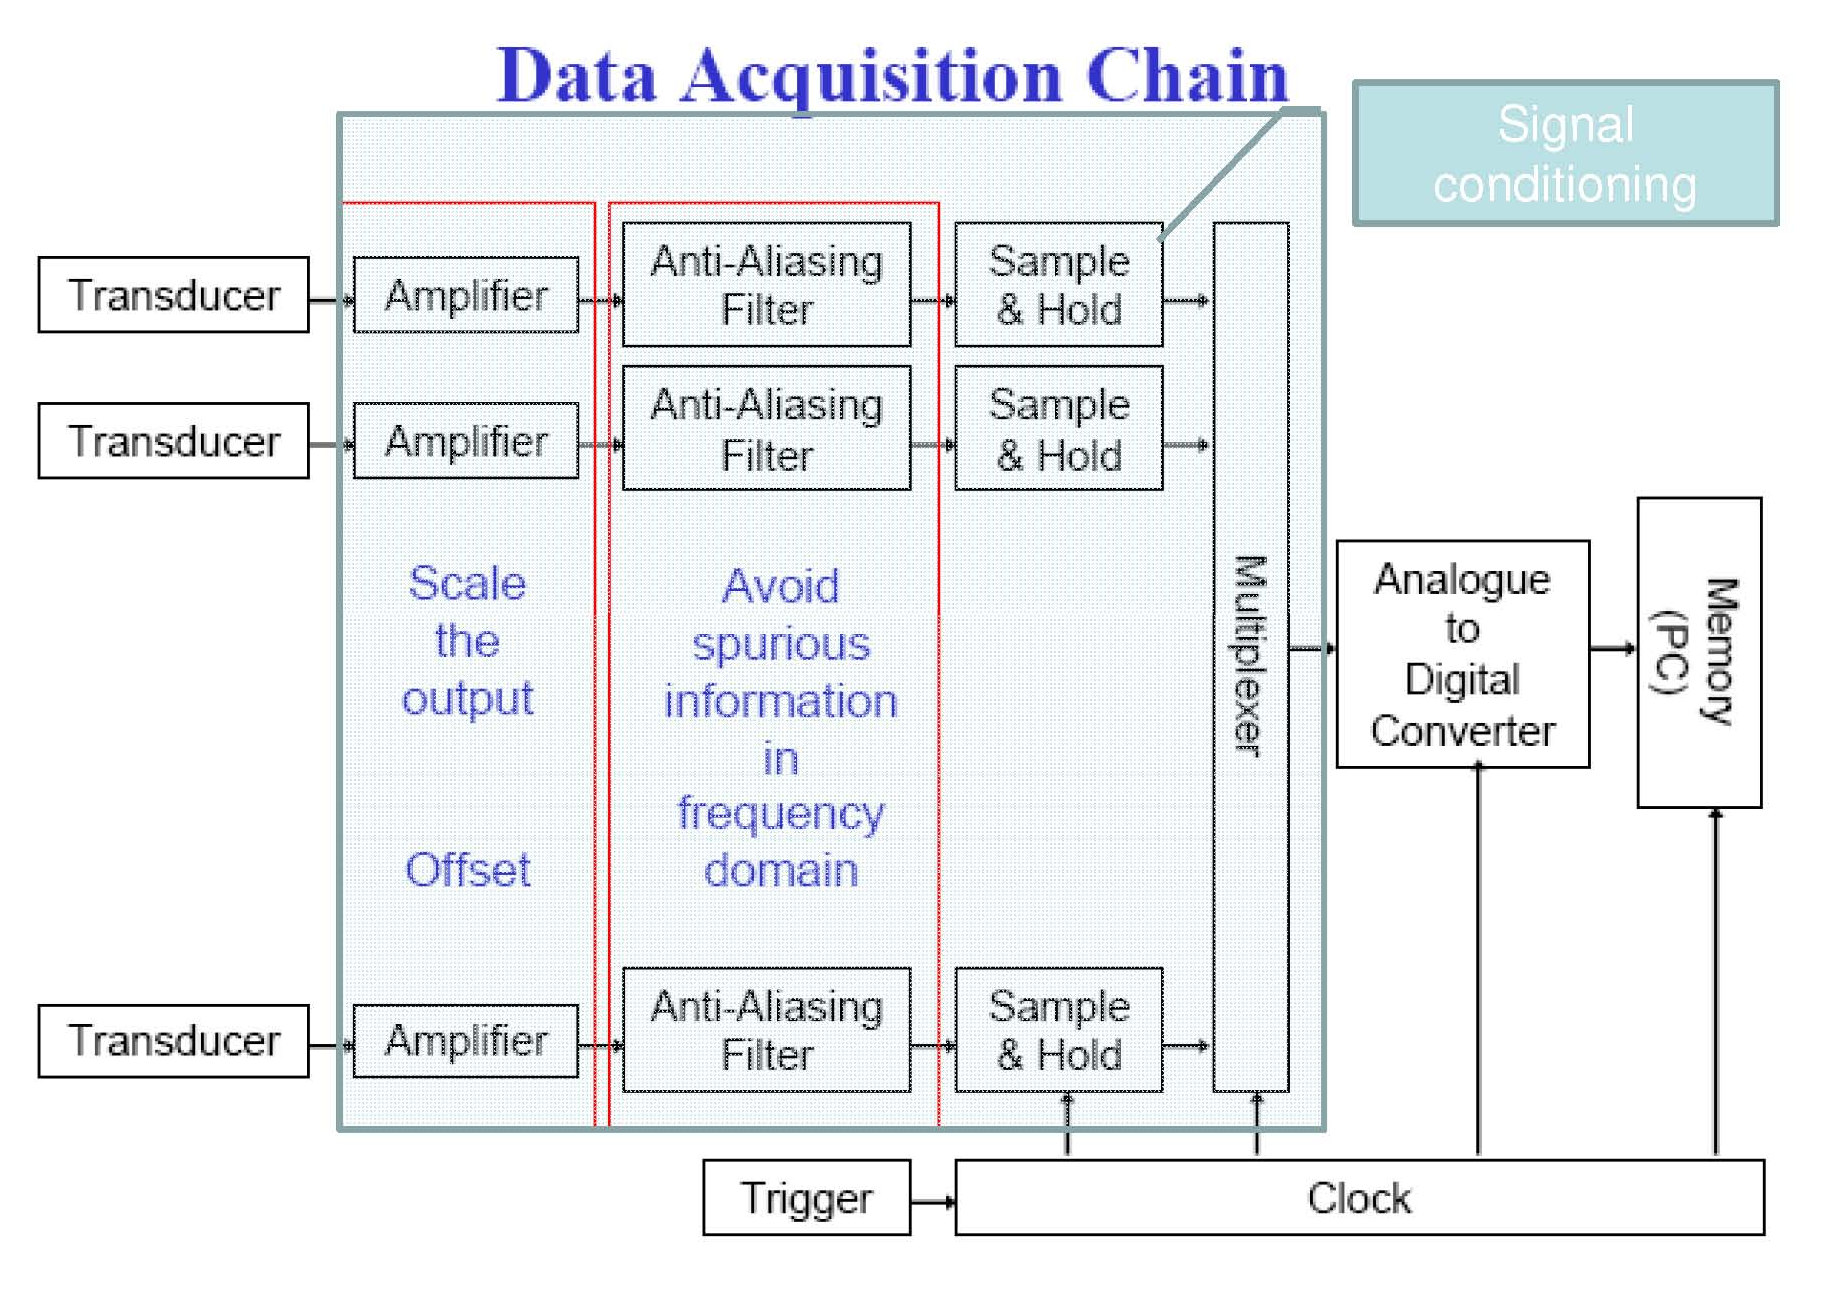 Data Acquisition Chain
Signal
conditioning
Transducer
Amplifier
Anti-Aliasing
Filter
Sample
& Hold
Transducer
Amplifier
Anti-Aliasing
Filter
Sample
& Hold
Scale
the
output
Offset
Avoid
spurious
information
in
frequency
domain
Multiplexer
Analogue
to
Digital
Converter
Memory
(PC)
Transducer
Amplifier
Anti-Aliasing
Filter
Sample
& Hold
Trigger
Clock